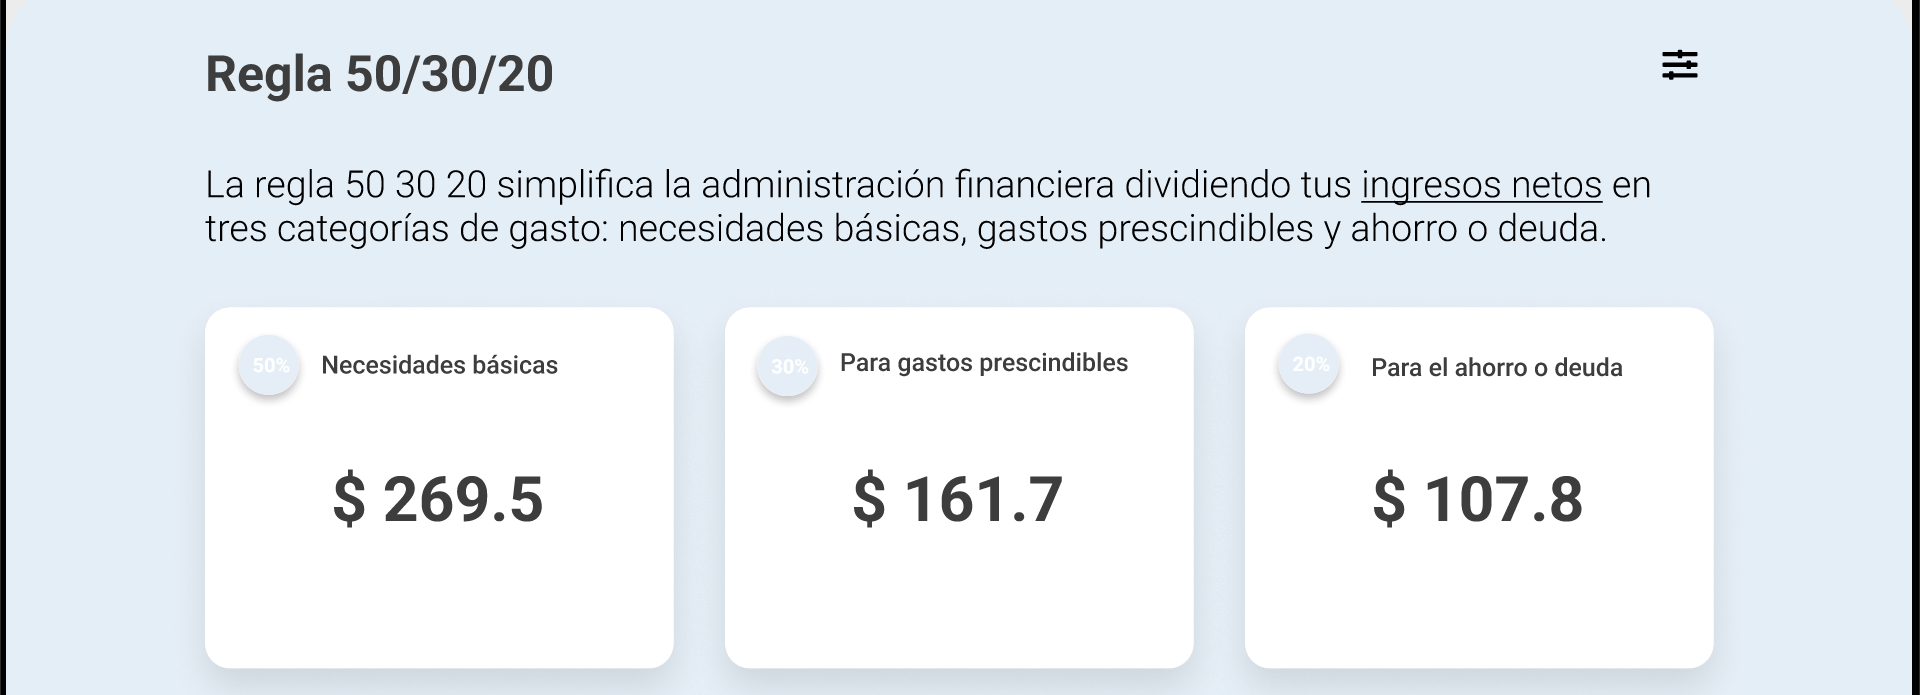 Regla 50/30/20
La regla 50 30 20 simplifica la administración financiera dividiendo tus ingresos netos en
tres categorías de gasto: necesidades básicas, gastos prescindibles y ahorro o deuda.
50% Necesidades básicas
$ 269.5
30% Para gastos prescindibles
$ 161.7
20% Para el ahorro o deuda
$ 107.8